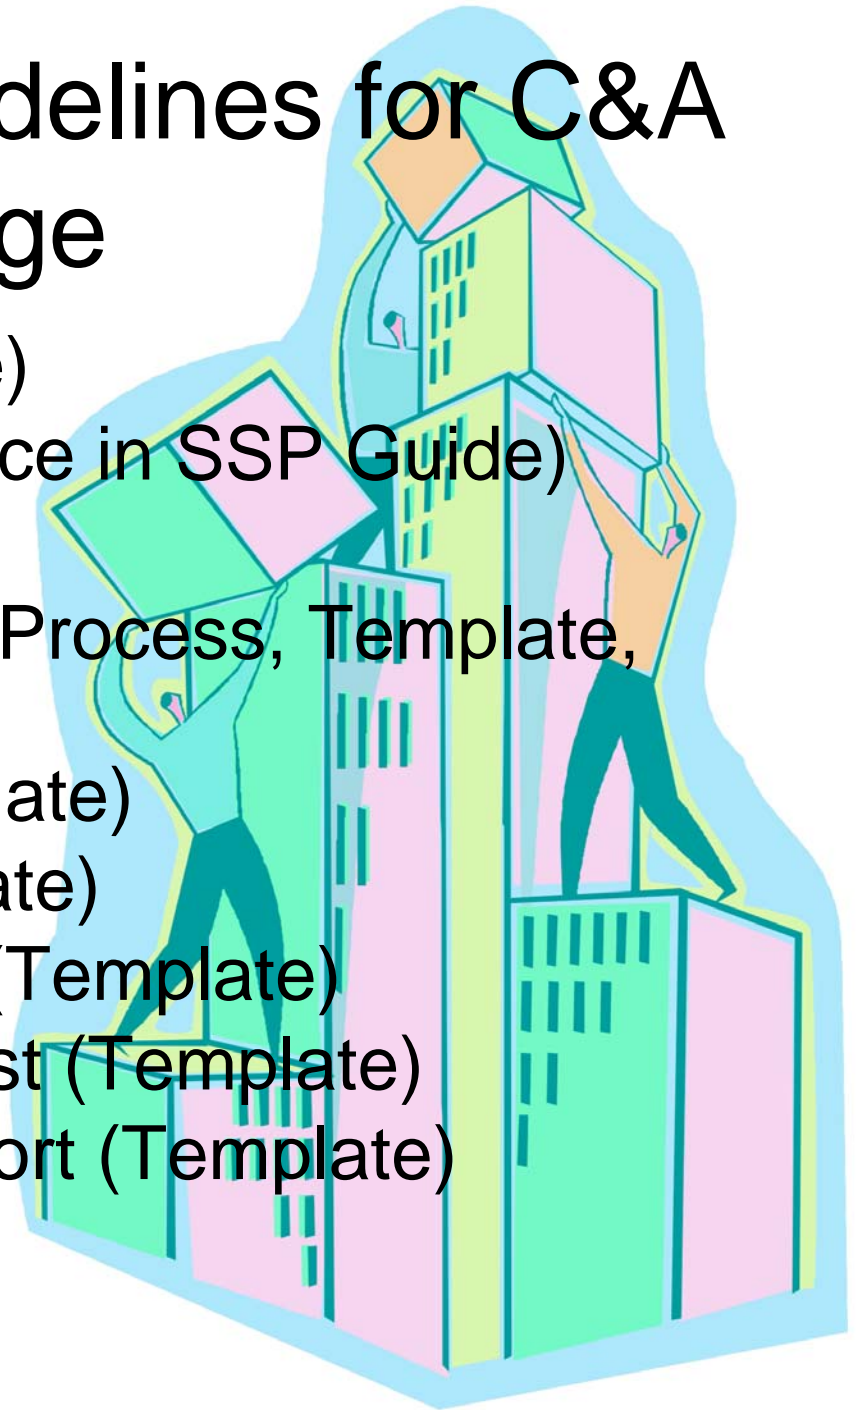 delines for C&A
ge
e)
ce in SSP Guide)
Process, Template,
ate)
ate)
(Template)
st (Template)
ort (Template)